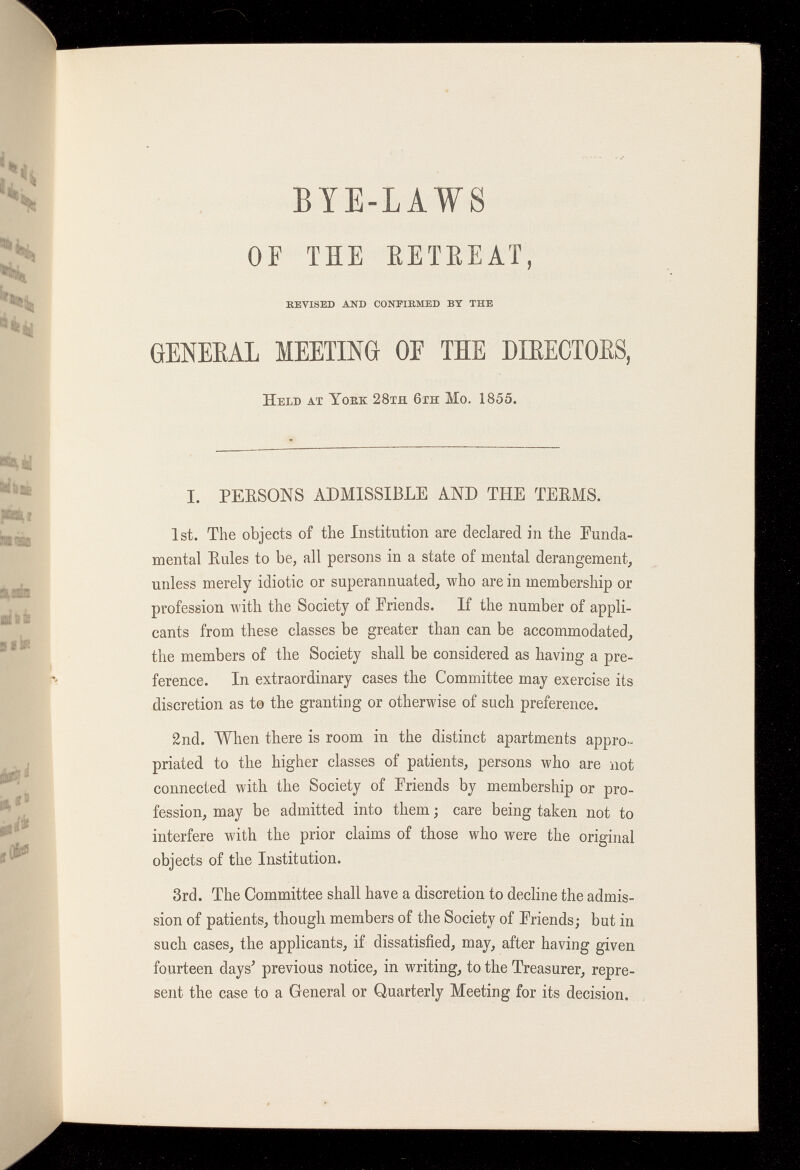 BYE-LAWS
OF THE RETREAT,
REVISED AND CONFIRMED BY THE
GENERAL MEETING OF THE DIRECTORS,
HELD AT YORK 28TH 6TH MO. 1855.
I. PERSONS ADMISSIBLE AND THE TERMS.
1st. The objects of the Institution are declared in the Funda-
mental Rules to be, all persons in a state of mental derangement,
unless merely idiotic or superannuated, who are in membership or
profession with the Society of Friends. If the number of appli-
cants from these classes be greater than can be accommodated,
the members of the Society shall be considered as having a pre-
ference. In extraordinary cases the Committee may exercise its
discretion as to the granting or otherwise of such preference.
2nd. When there is room in the distinct apartments appro-
priated to the higher classes of patients, persons who are not
connected with the Society of Friends by membership or pro-
fession, may be admitted into them; care being taken not to
interfere with the prior claims of those who were the original
objects of the Institution.
3rd. The Committee shall have a discretion to decline the admis-
sion of patients, though members of the Society of Friends; but in
such cases, the applicants, if dissatisfied, may, after having given
fourteen days' previous notice, in writing, to the Treasurer, repre-
sent the case to a General or Quarterly Meeting for its decision.